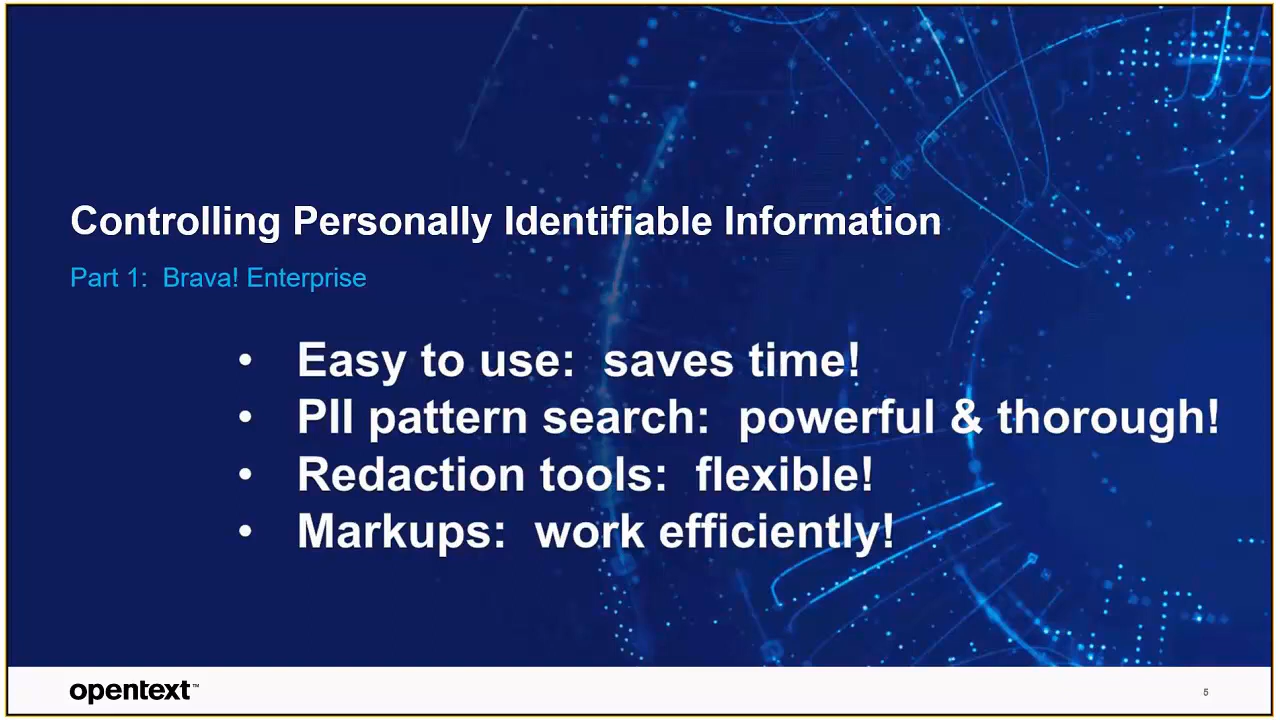 Controlling Personally Identifiable Information
Part 1:  Brava! Enterprise
• Easy to use:  saves time!
• PII pattern search:  powerful & thorough!
• Redaction tools:  flexible!
• Markups:  work efficiently!
opentext™
5